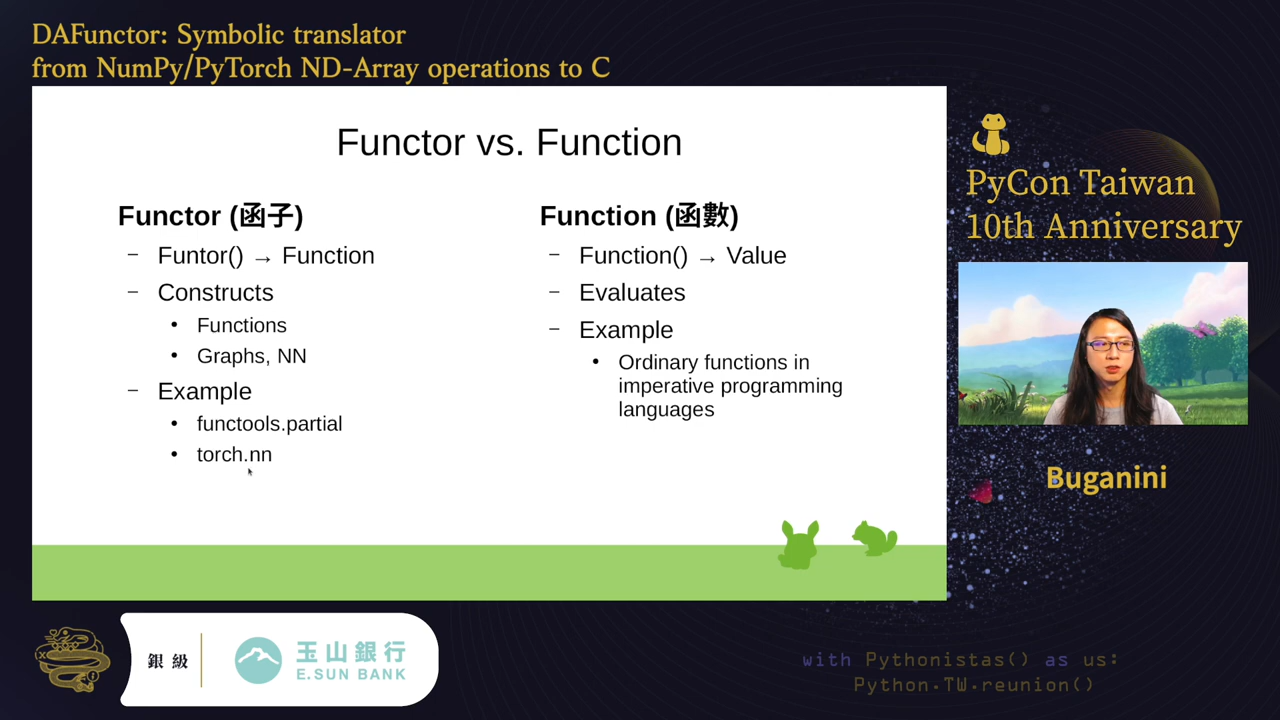 DAFunctor: Symbolic translator
from NumPy/PyTorch ND-Array operations to C
Functor vs. Function
Functor (函子)
– Funtor() → Function
– Constructs
• Functions
• Graphs, NN
– Example
• functools.partial
• torch.nn
Function (函數)
– Function() → Value
– Evaluates
– Example
• Ordinary functions in
imperative programming
languages
PyCon Taiwan
10th Anniversary
Buganini
銀級
玉山銀行
E.SUN BANK
with Pythonistas() as us:
Python.TW.reunion()